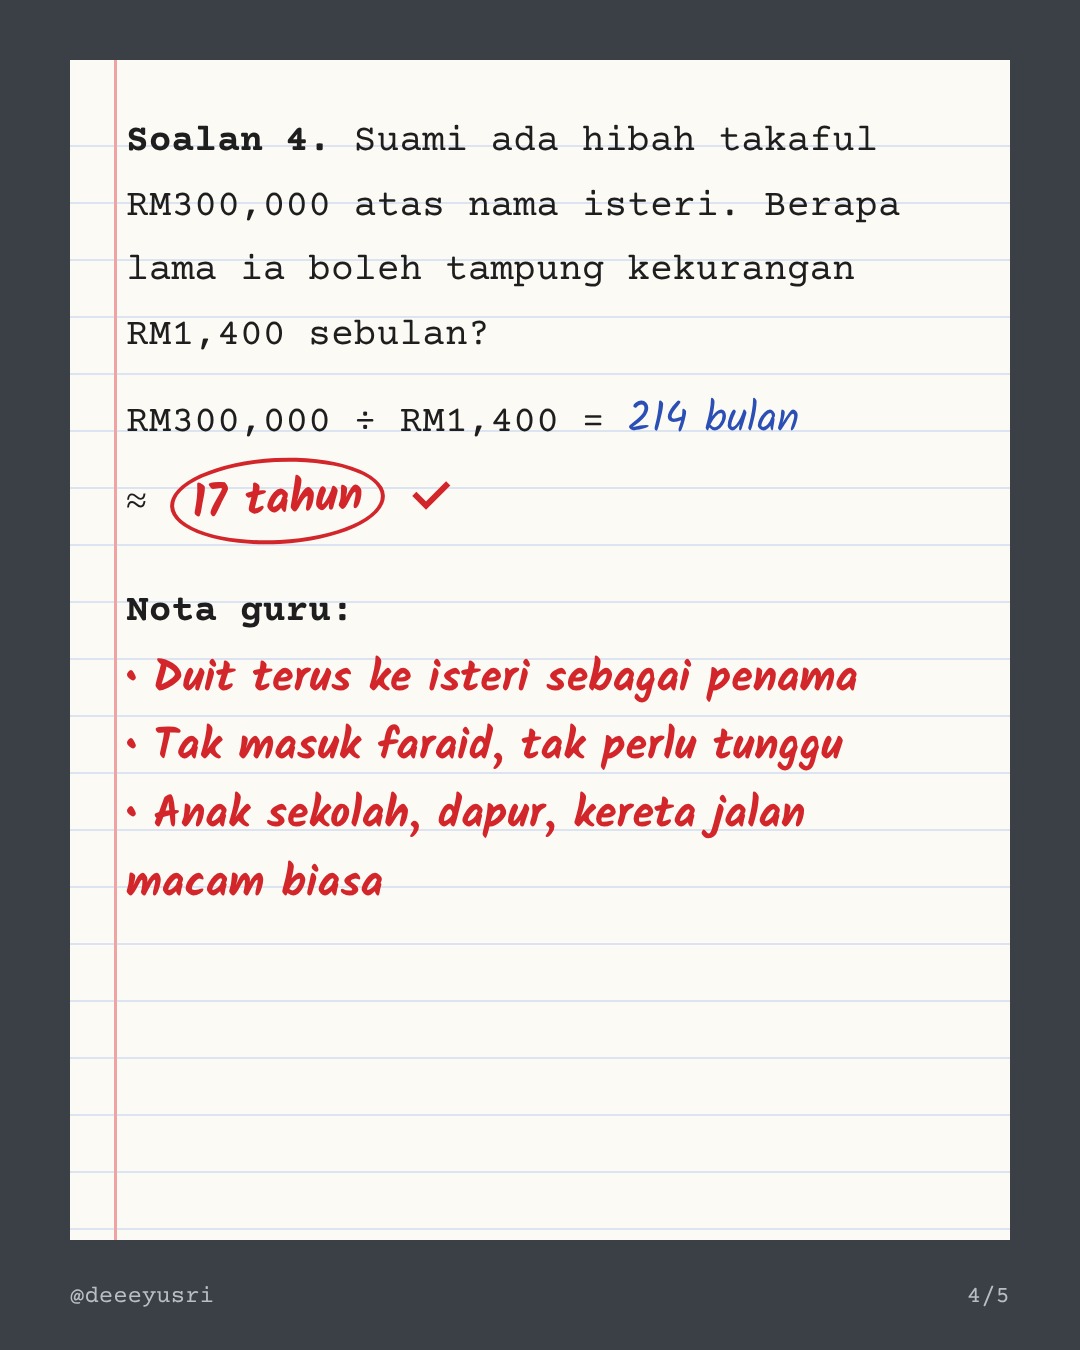 Soalan 4. Suami ada hibah takaful
RM300,000 atas nama isteri. Berapa
lama ia boleh tampung kekurangan
RM1,400 sebulan?
RM300,000 ÷ RM1,400 = 214 bulan
≈ 17 tahun ✓
Nota guru:
• Duit terus ke isteri sebagai penama
• Tak masuk faraid, tak perlu tunggu
• Anak sekolah, dapur, kereta jalan
macam biasa
@deeeyusri
4/5